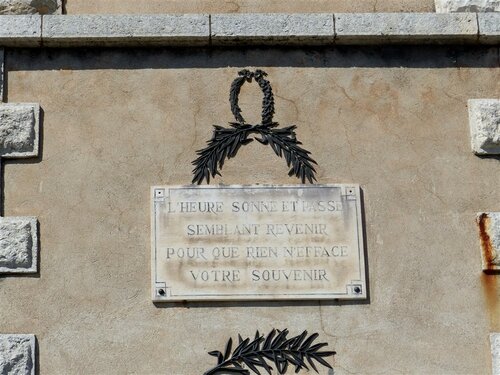 L'HEURE SONNE ET PASSE
SEMBLANT REVENIR
POUR QUE RIEN N'EFFACE
VOTRE SOUVENIR